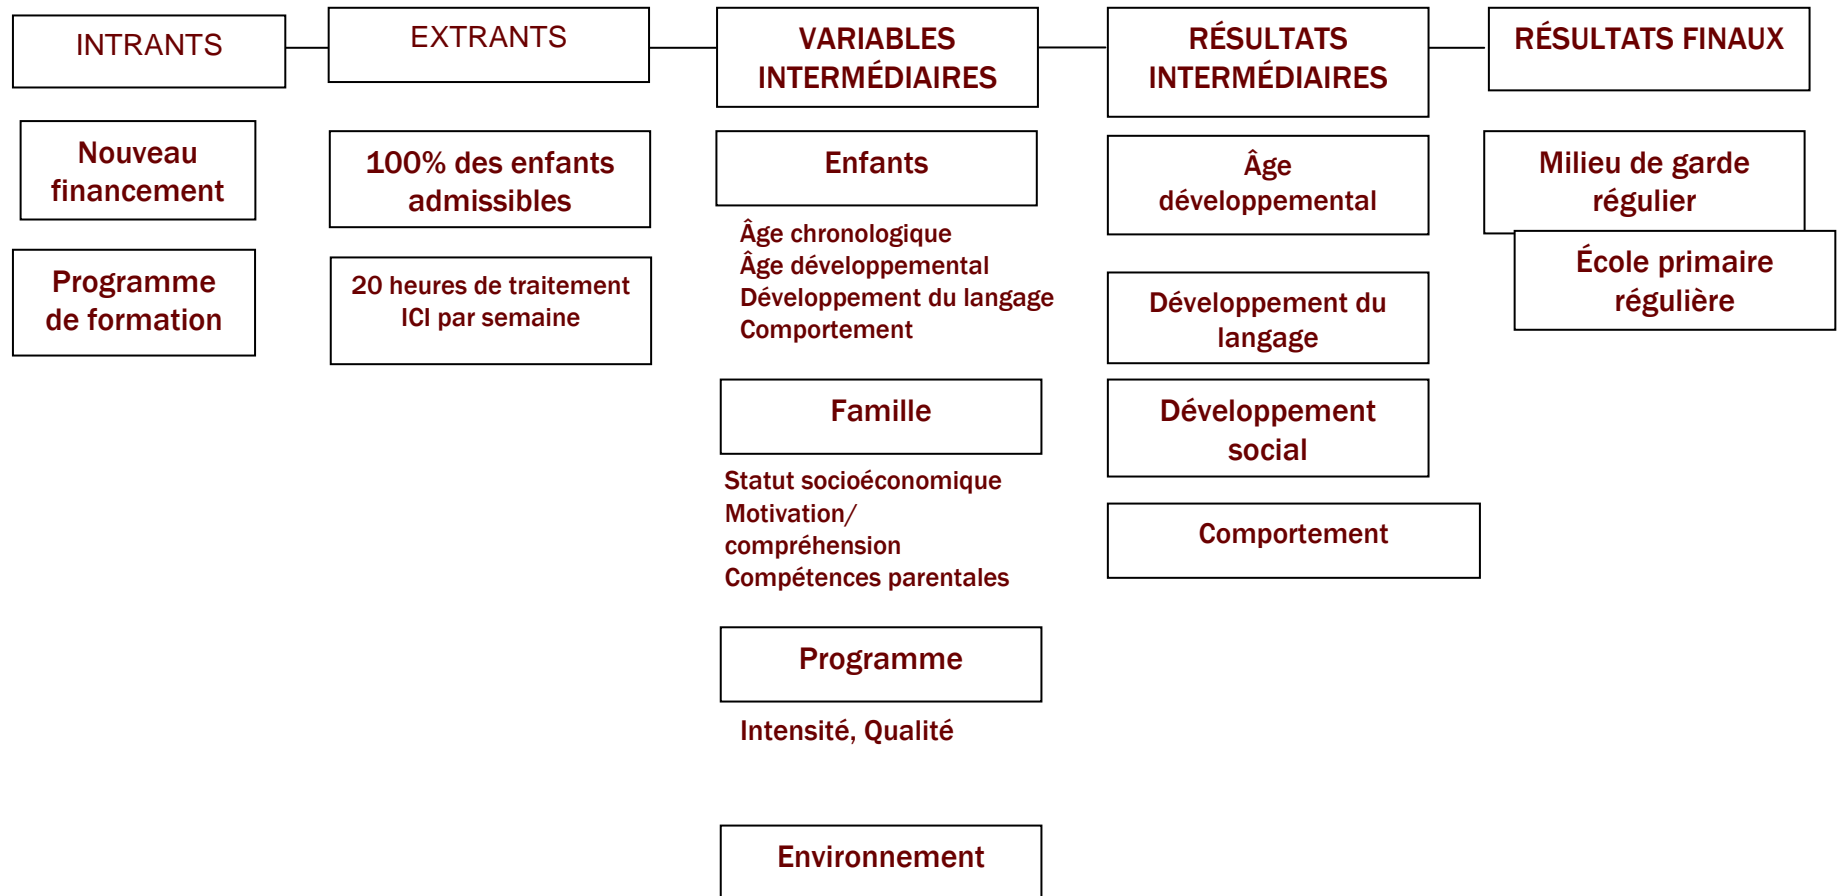 INTRANTS
EXTRANTS
VARIABLES
INTERMÉDIAIRES
RÉSULTATS
INTERMÉDIAIRES
RÉSULTATS FINAUX
Nouveau
financement
Programme
de formation
100% des enfants
admissibles
20 heures de traitement
ICI par semaine
Enfants
Âge chronologique
Âge développemental
Développement du langage
Comportement
Famille
Statut socioéconomique
Motivation/
compréhension
Compétences parentales
Programme
Intensité, Qualité
Environnement
Âge
développemental
Développement du
langage
Développement
social
Comportement
Milieu de garde
régulier
École primaire
régulière